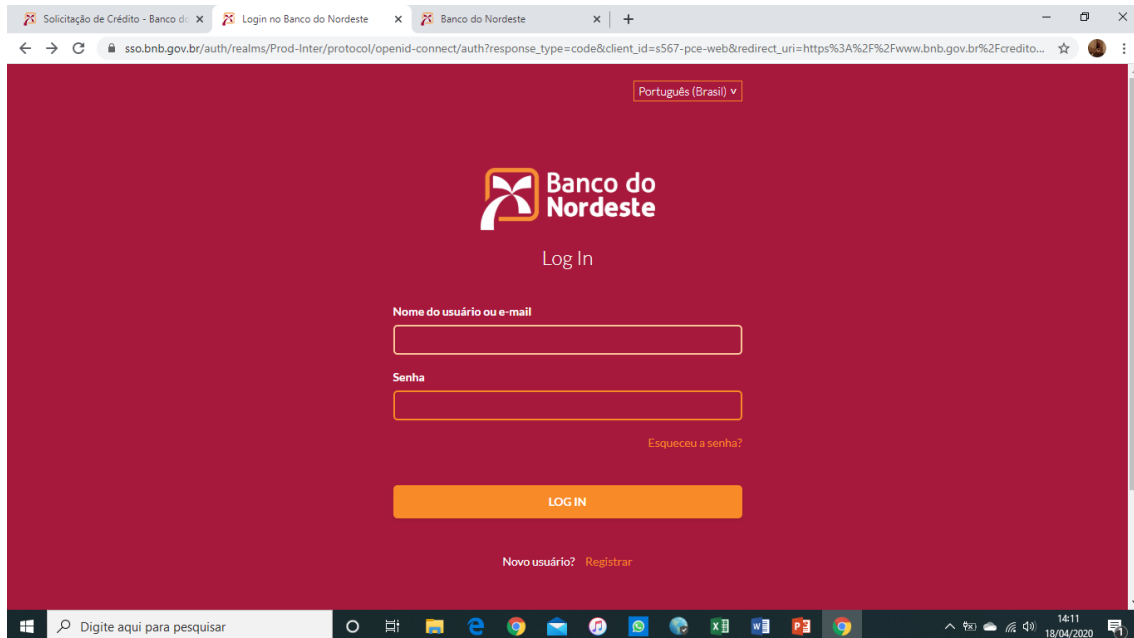 Solicitação de Crédito - Banco do
Login no Banco do Nordeste
Banco do Nordeste
sso.bnb.gov.br/auth/realms/Prod-Inter/protocol/openid-connect/auth?response_type=code&client_id=s567-pce-web&redirect_uri=https%3A%2F%2Fwww.bnb.gov.br%2Fcredito...
Português (Brasil)
Banco do
Nordeste
Log In
Nome do usuário ou e-mail
Senha
Esqueceu a senha?
LOG IN
Novo usuário? Registrar
Digite aqui para pesquisar
14:11
18/04/2020